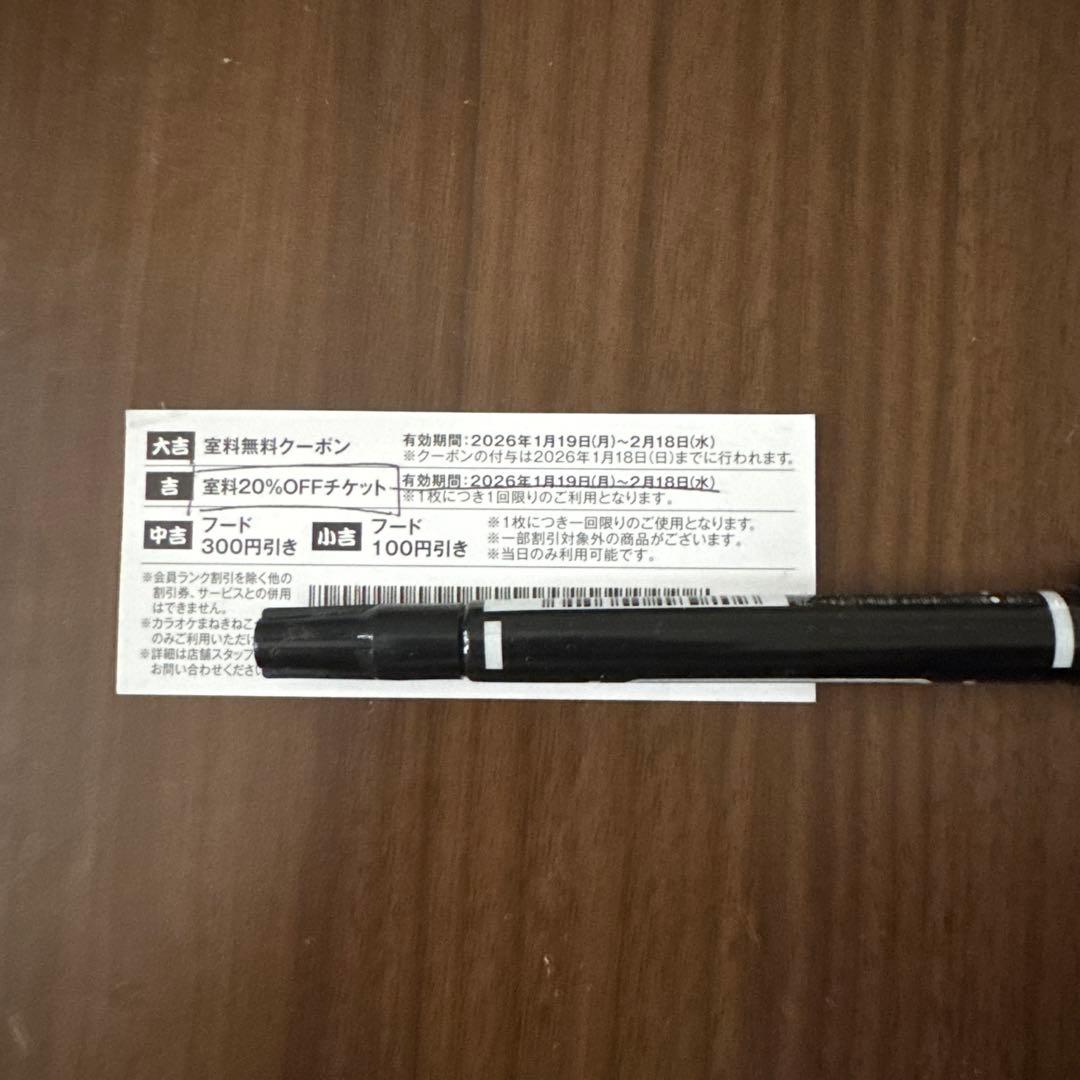 大吉 室料無料クーポン 有効期間:2026年1月19日(月)~2月18日(水)
※クーポンの付与は2026年1月18日(日)までに行われます。
吉 室料20%OFFチケット 有効期間:2026年1月19日(月)~2月18日(水)
※1枚につき1回限りのご利用となります。
中吉 フード
300円引き
小吉 フード
100円引き
※1枚につき一回限りのご使用となります。
※一部割引対象外の商品がございます。
※当日のみ利用可能です。
※会員ランク割引を除く他の
割引券、サービスとの併用
はできません。
※カラオケまねきねこ
のみご利用いただけ
※詳細は店舗スタッフ
お問い合わせくださ